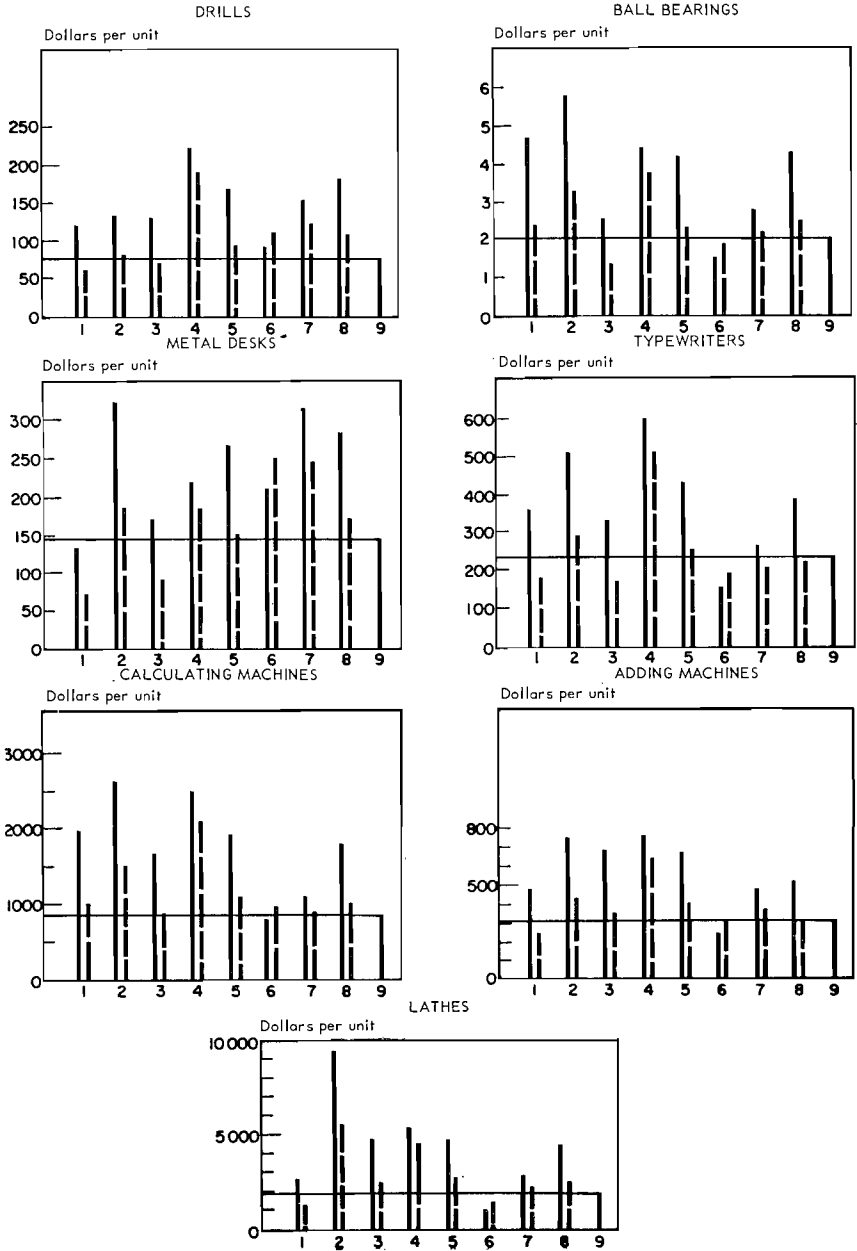 DRILLS
Dollars per unit
250
200
150
100
50
0
1 2 3 4 5 6 7 8 9
BALL BEARINGS
Dollars per unit
6
5
4
3
2
1
0
1 2 3 4 5 6 7 8 9
METAL DESKS
Dollars per unit
300
250
200
150
100
50
0
1 2 3 4 5 6 7 8 9
TYPEWRITERS
Dollars per unit
600
500
400
300
200
100
0
1 2 3 4 5 6 7 8 9
CALCULATING MACHINES
Dollars per unit
3000
2000
1000
0
1 2 3 4 5 6 7 8 9
ADDING MACHINES
Dollars per unit
800
500
0
1 2 3 4 5 6 7 8 9
LATHES
Dollars per unit
10 000
5 000
0
1 2 3 4 5 6 7 8 9